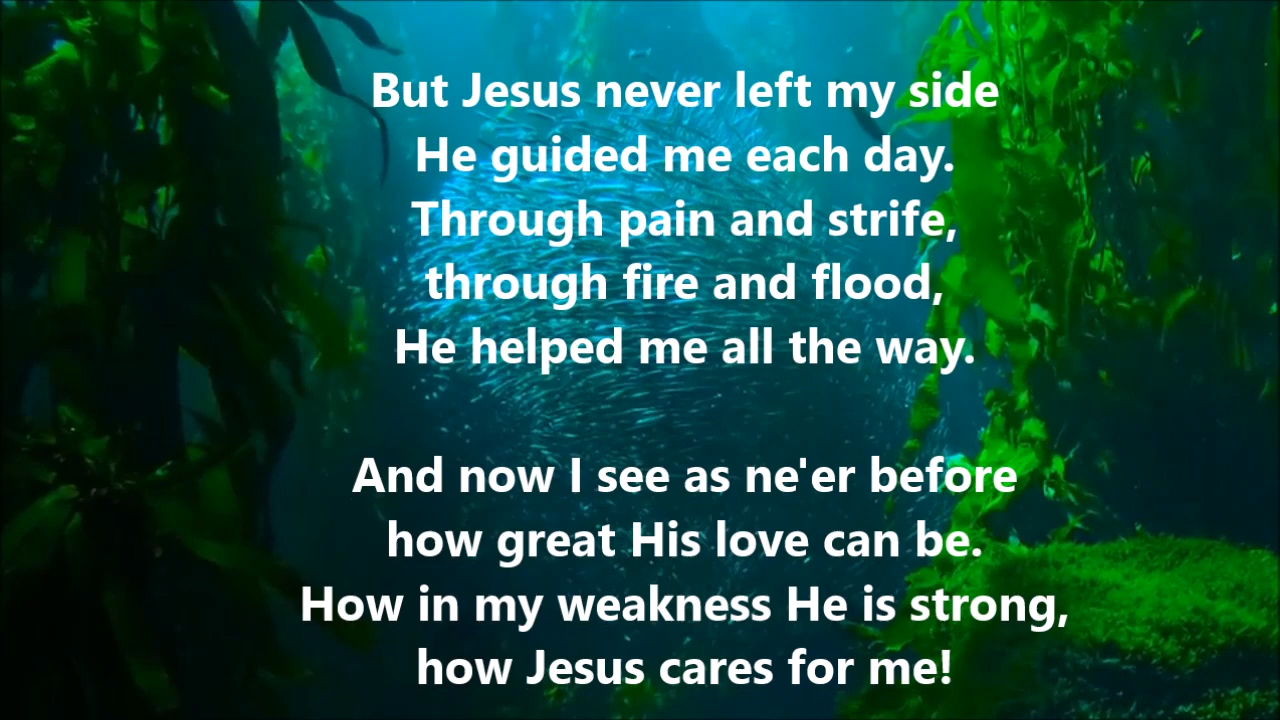 But Jesus never left my side
He guided me each day.
Through pain and strife,
through fire and flood,
He helped me all the way.
And now I see as ne'er before
how great His love can be.
How in my weakness He is strong,
how Jesus cares for me!